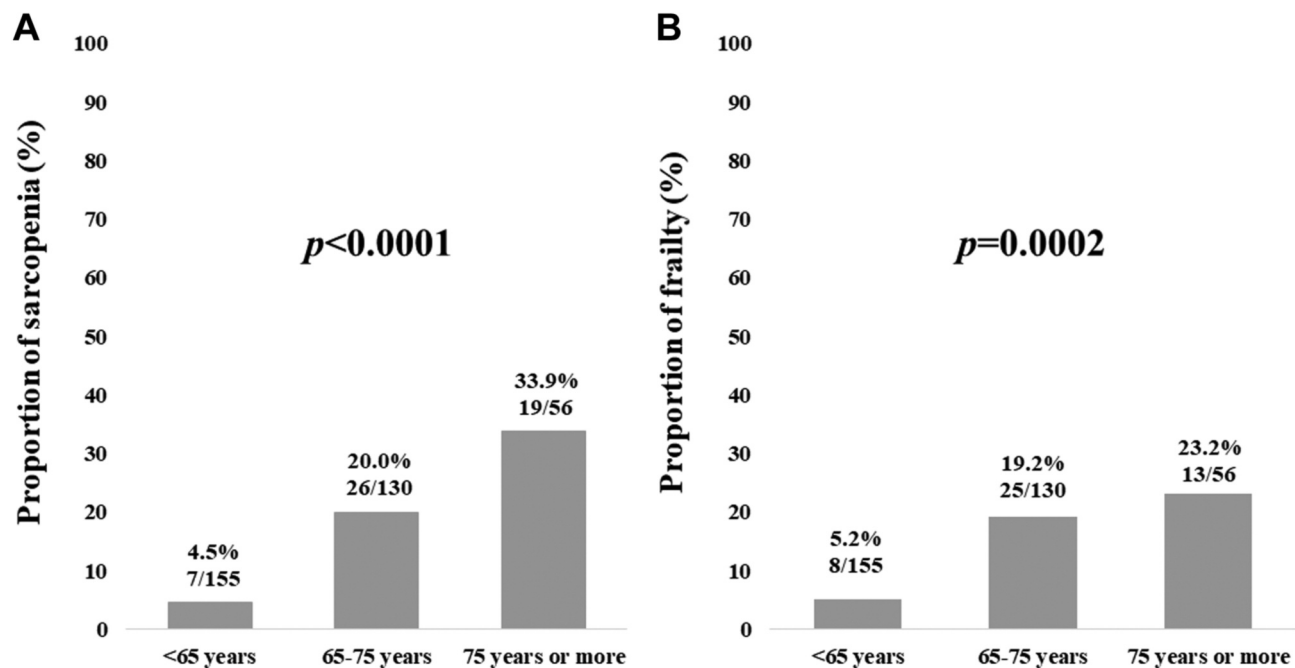 A
Proportion of sarcopenia (%)
100
90
80
70
60
50
40
30
20
10
0
p<0.0001
4.5%
7/155
20.0%
26/130
33.9%
19/56
<65 years
65-75 years
75 years or more
B
Proportion of frailty (%)
100
90
80
70
60
50
40
30
20
10
0
p=0.0002
5.2%
8/155
19.2%
25/130
23.2%
13/56
<65 years
65-75 years
75 years or more